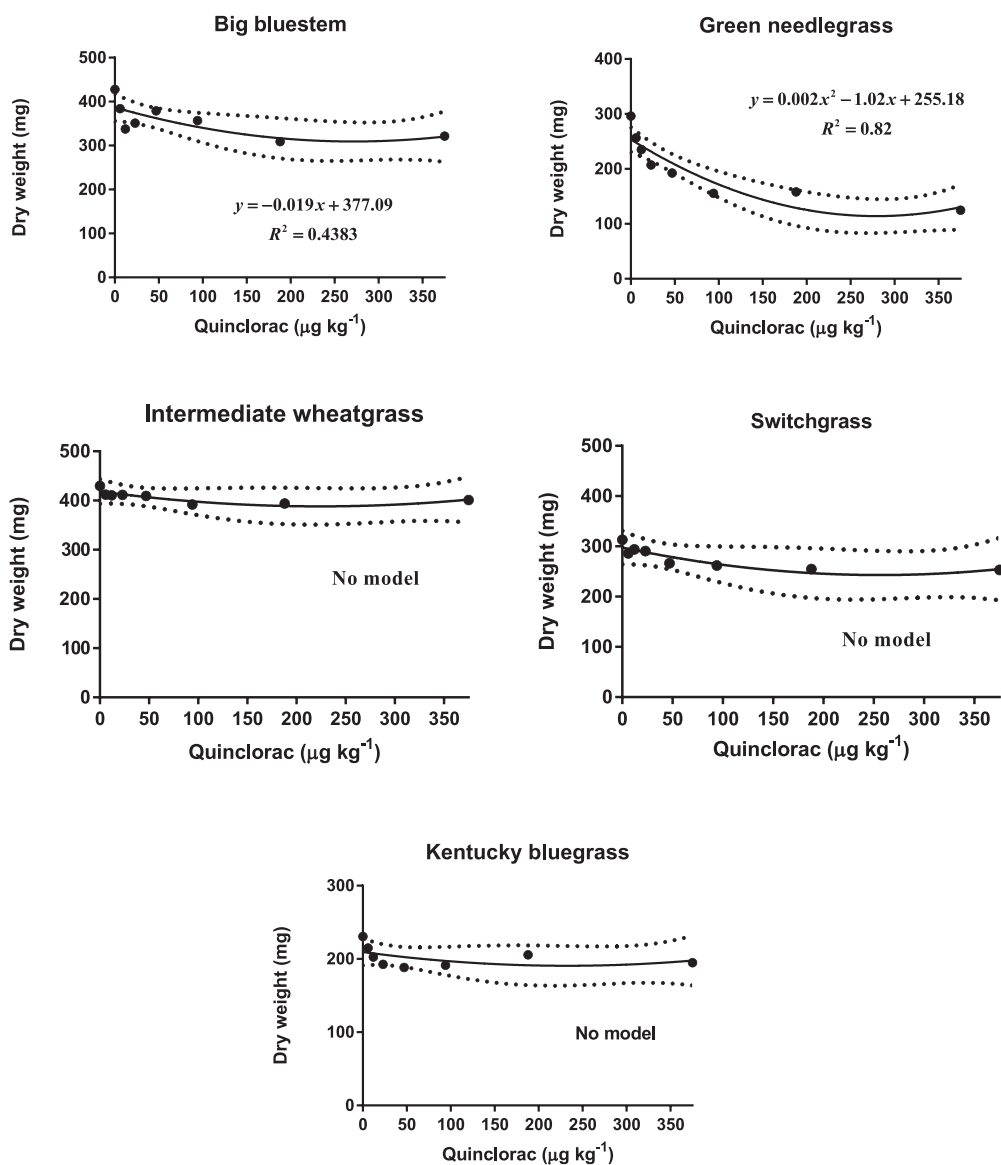 Big bluestem
Dry weight (mg)
500
400
300
200
100
0
y = −0.019x + 377.09
R² = 0.4383
0 50 100 150 200 250 300 350
Quinclorac (μg kg⁻¹)
Green needlegrass
Dry weight (mg)
400
300
200
100
0
y = 0.002x² − 1.02x + 255.18
R² = 0.82
0 50 100 150 200 250 300 350
Quinclorac (μg kg⁻¹)
Intermediate wheatgrass
Dry weight (mg)
500
400
300
200
100
0
No model
0 50 100 150 200 250 300 350
Quinclorac (μg kg⁻¹)
Switchgrass
Dry weight (mg)
500
400
300
200
100
0
No model
0 50 100 150 200 250 300 350
Quinclorac (μg kg⁻¹)
Kentucky bluegrass
Dry weight (mg)
300
200
100
0
No model
0 50 100 150 200 250 300 350
Quinclorac (μg kg⁻¹)